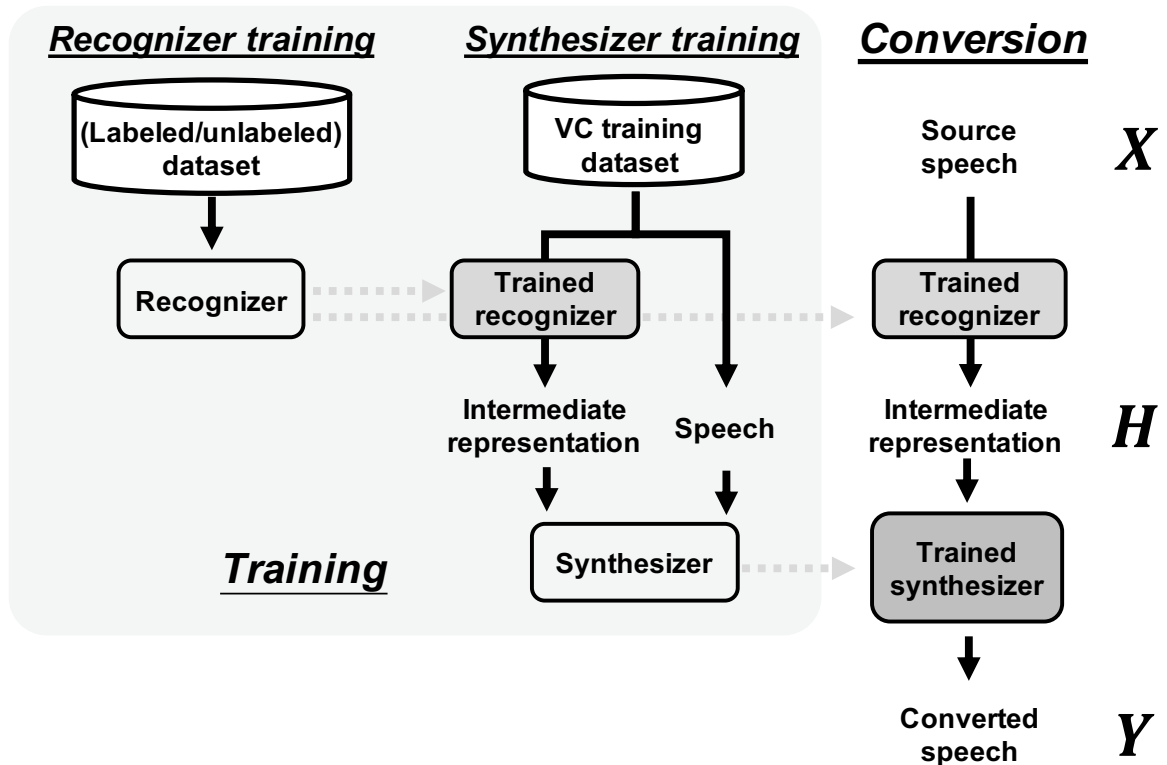 Recognizer training
(Labeled/unlabeled)
dataset
Recognizer
Synthesizer training
VC training
dataset
Trained
recognizer
Intermediate
representation
Speech
Synthesizer
Training
Conversion
Source
speech
X
Trained
recognizer
Intermediate
representation
H
Trained
synthesizer
Converted
speech
Y